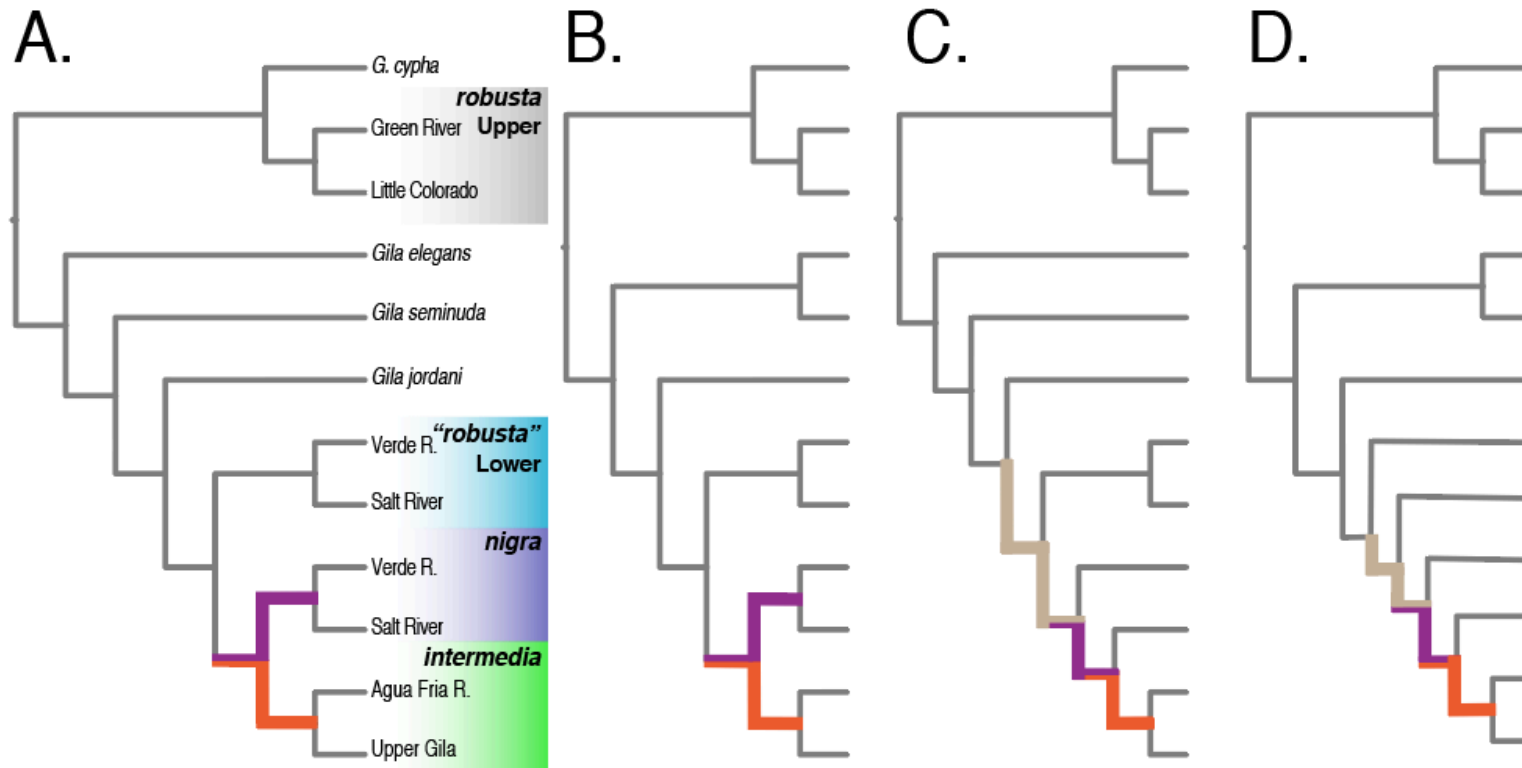 A.
B.
C.
D.
G. cypha
robusta
Green River Upper
Little Colorado
Gila elegans
Gila seminuda
Gila jordani
Verde R. “robusta”
Lower
Salt River
nigra
Verde R.
Salt River
intermedia
Agua Fria R.
Upper Gila